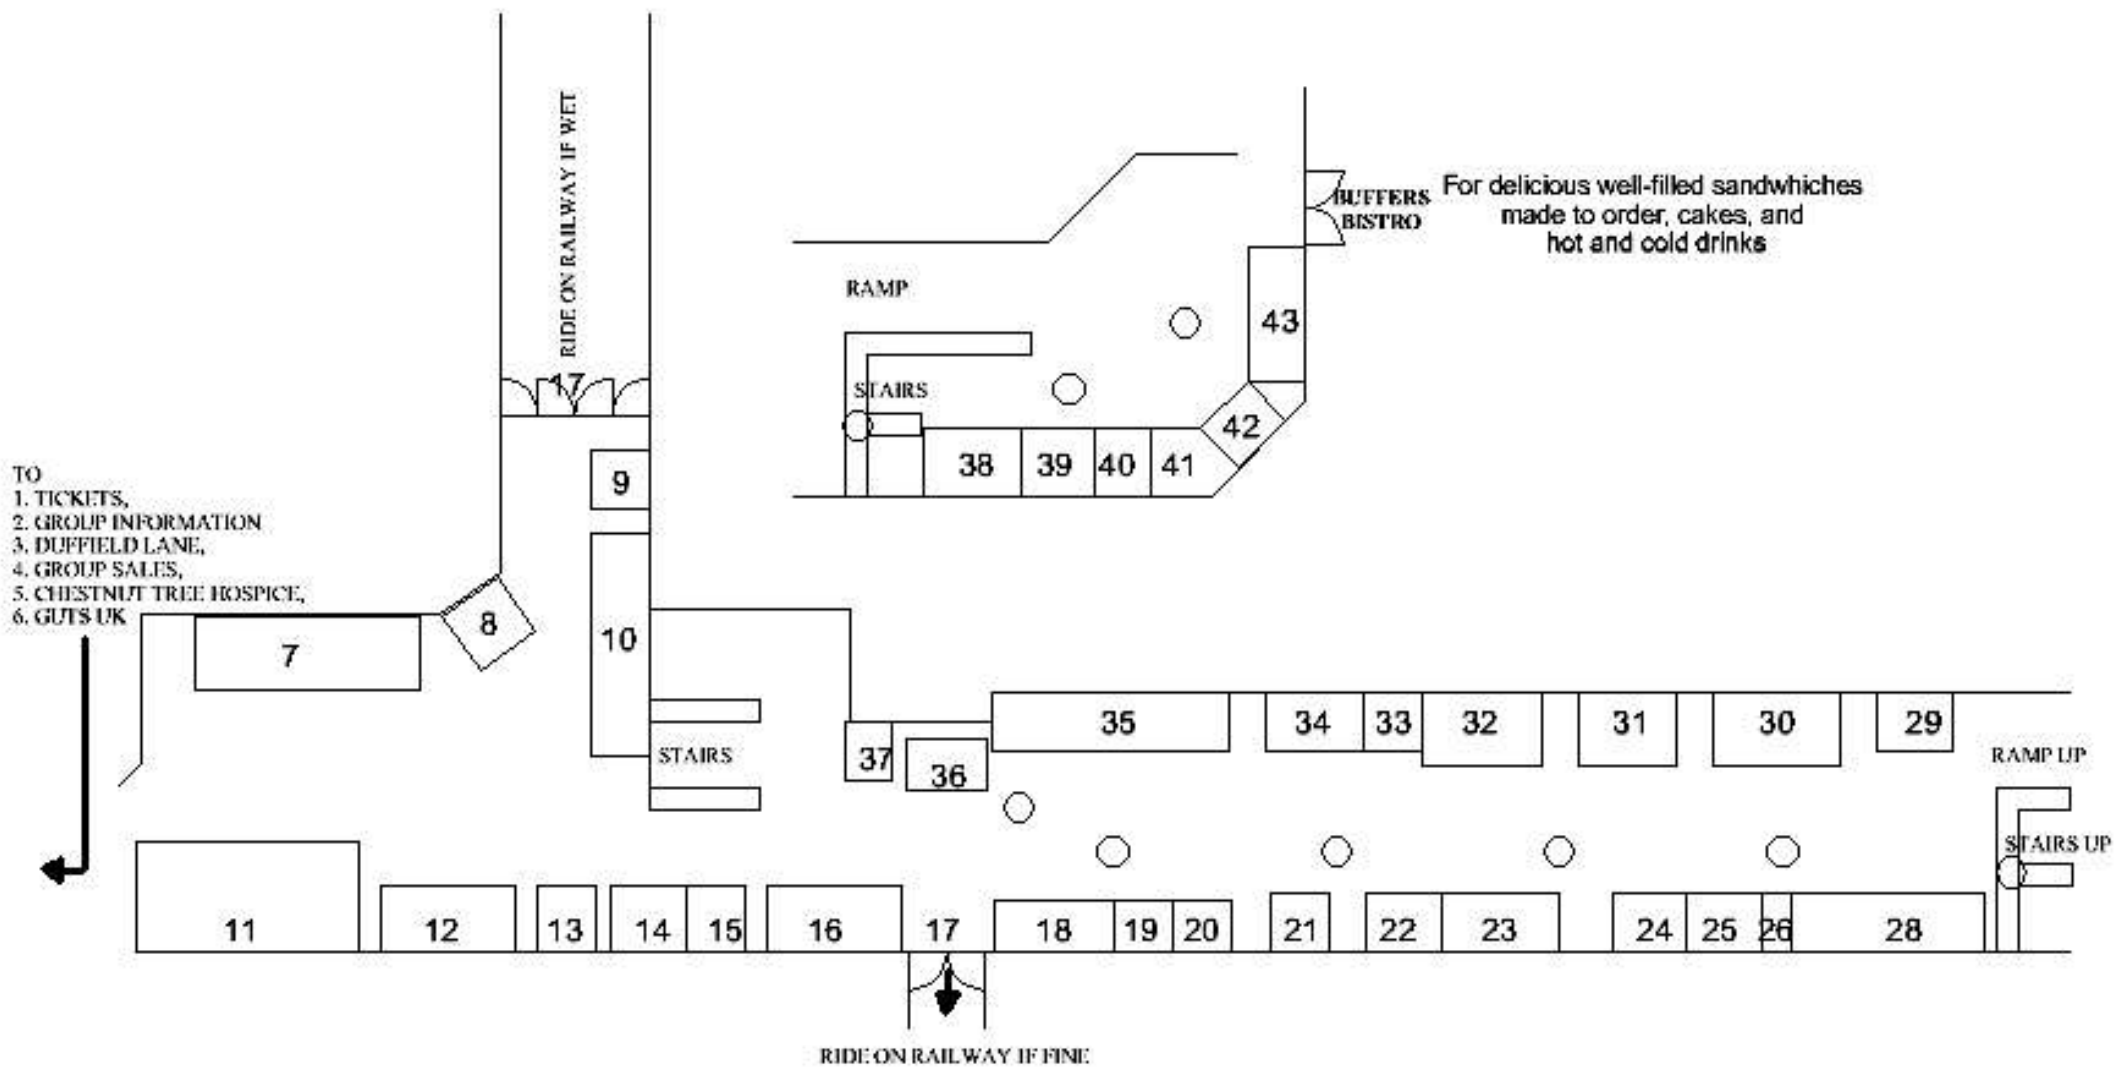 RIDE ON RAILWAY IF WET
17
BUFFERS
BISTRO
For delicious well-filled sandwhiches
made to order, cakes, and
hot and cold drinks
RAMP
43
STAIRS
42
38 39 40 41
9
TO
1. TICKETS,
2. GROUP INFORMATION
3. DUFFIELD LANE,
4. GROUP SALES,
5. CHESTNUT TREE HOSPICE,
6. GUTS UK
8
10
7
35 34 33 32 31 30 29
STAIRS
37
36
RAMP UP
STAIRS UP
11 12 13 14 15 16 17 18 19 20 21 22 23 24 25 26 28
RIDE ON RAILWAY IF FINE